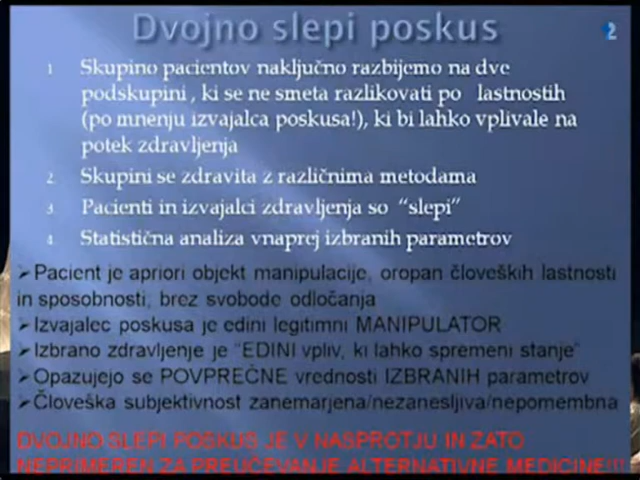 Dvojno slepi poskus
2
1. Skupino pacientov naključno razbijemo na dve
podskupini , ki se ne smeta razlikovati po lastnostih
(po mnenju izvajalca poskusa!), ki bi lahko vplivale na
potek zdravljenja
2. Skupini se zdravita z različnima metodama
3. Pacienti in izvajalci zdravljenja so "slepi"
4. Statistična analiza vnaprej izbranih parametrov
➢Pacient je apriori objekt manipulacije, oropan človeških lastnosti
in sposobnosti, brez svobode odločanja
➢Izvajalec poskusa je edini legitimni MANIPULATOR
➢Izbrano zdravljenje je "EDINI vpliv, ki lahko spremeni stanje"
➢Opazujejo se POVPREČNE vrednosti IZBRANIH parametrov
➢Človeška subjektivnost zanemarjena/nezanesljiva/nepomembna
DVOJNO SLEPI POSKUS JE V NASPROTJU IN ZATO
NEPRIMEREN ZA PREUČEVANJE ALTERNATIVNE MEDICINE!!!